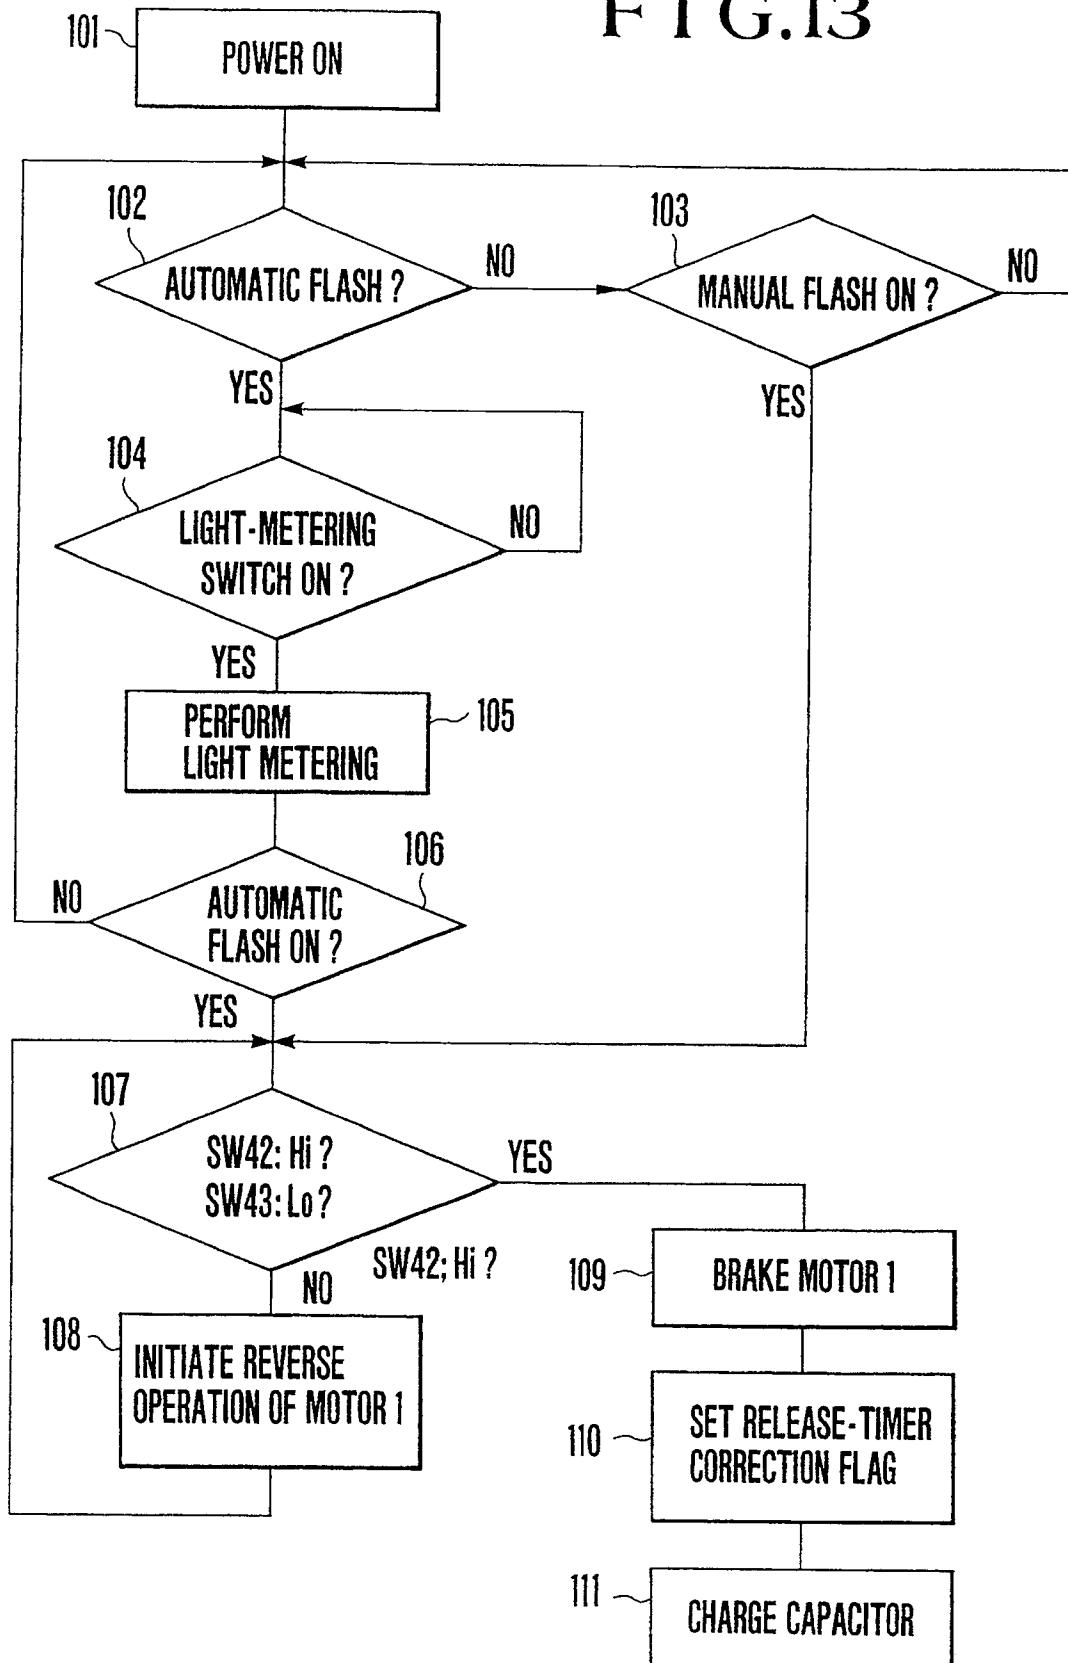 FIG.13
101
POWER ON
102
AUTOMATIC FLASH ?
NO
103
MANUAL FLASH ON ?
NO
YES
YES
104
LIGHT-METERING
SWITCH ON ?
NO
YES
PERFORM
LIGHT METERING
105
106
AUTOMATIC
FLASH ON ?
NO
YES
107
SW42: Hi ?
SW43: Lo ?
YES
SW42; Hi ?
NO
108
INITIATE REVERSE
OPERATION OF MOTOR 1
109
BRAKE MOTOR 1
110
SET RELEASE-TIMER
CORRECTION FLAG
111
CHARGE CAPACITOR